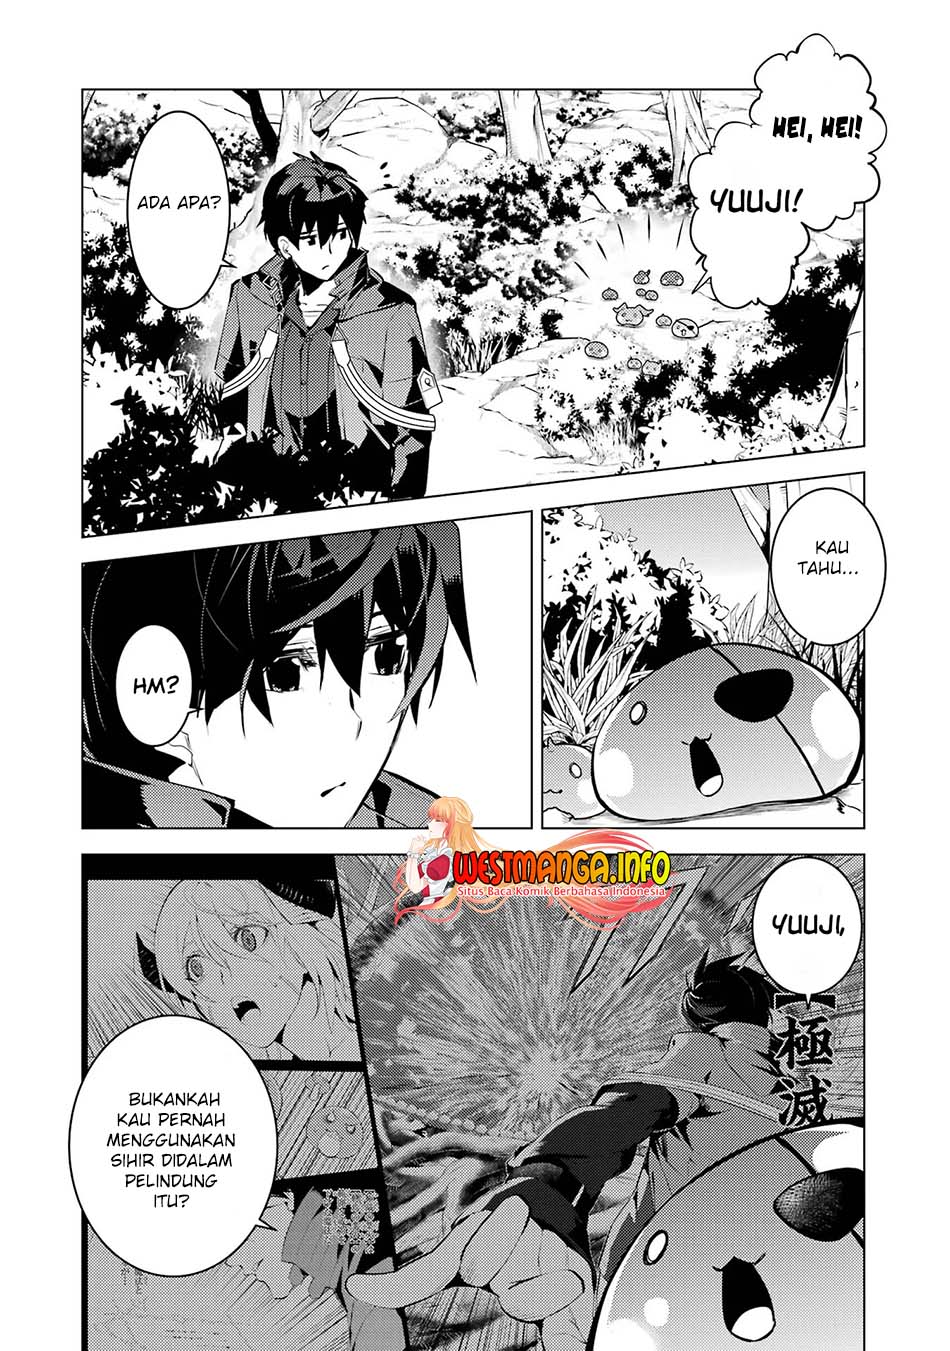 HEI, HEI!
YUUJI!
ADA APA?
KAU
TAHU...
HM?
WESTMANGA.INFO
Situs Baca Komik Berbahasa Indonesia
YUUJI,
【極滅
BUKANKAH
KAU PERNAH
MENGGUNAKAN
SIHIR DIDALAM
PELINDUNG
ITU?